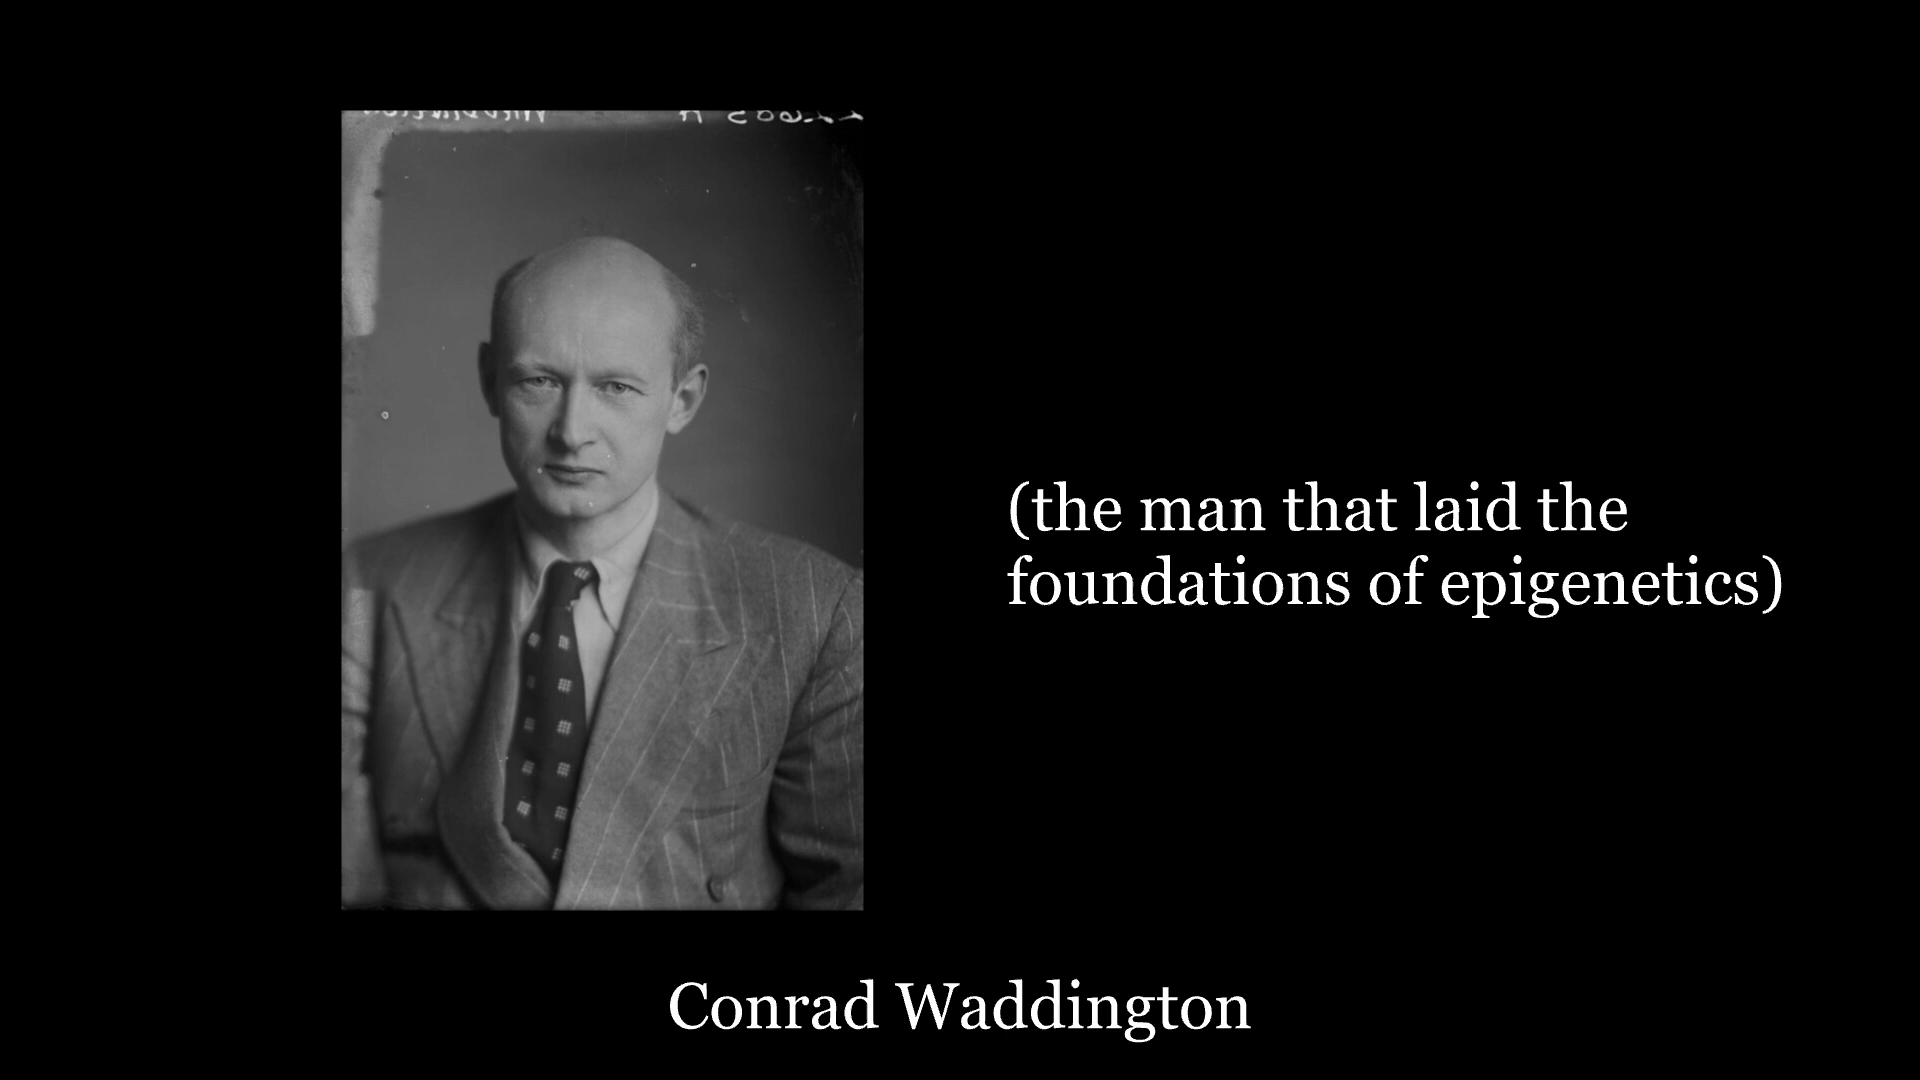 (the man that laid the
foundations of epigenetics)
Conrad Waddington